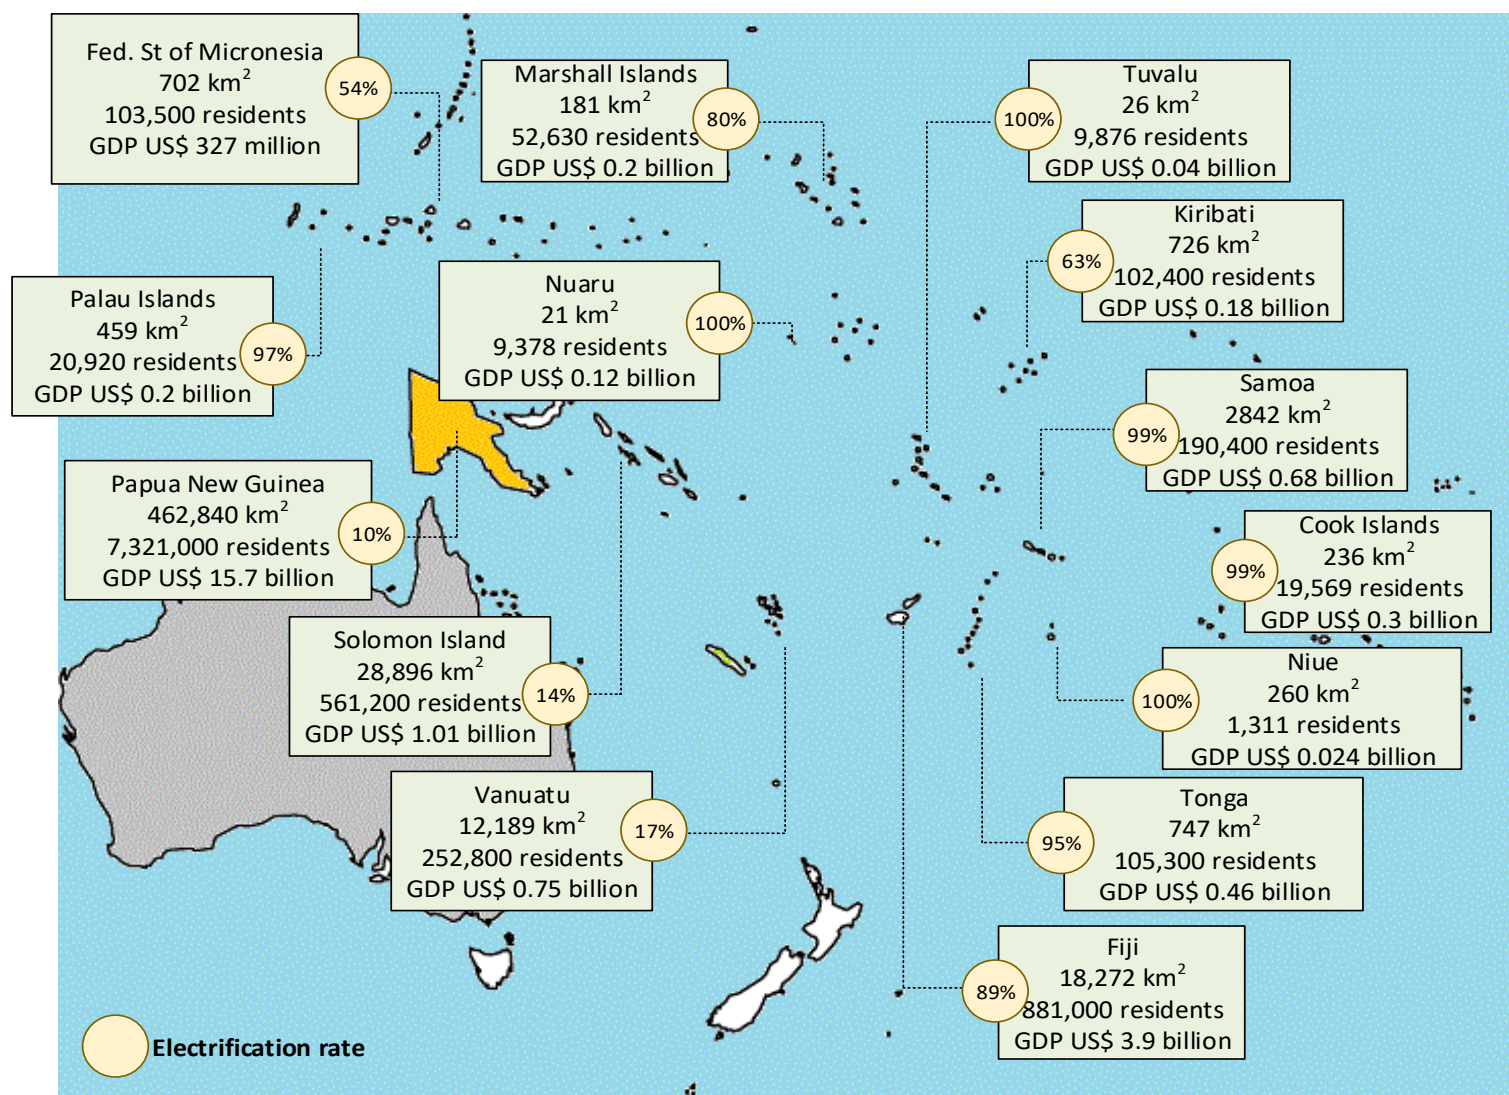 Fed. St of Micronesia
702 km²
103,500 residents
GDP US$ 327 million
54%
Marshall Islands
181 km²
52,630 residents
GDP US$ 0.2 billion
80%
Tuvalu
26 km²
9,876 residents
GDP US$ 0.04 billion
100%
Kiribati
726 km²
102,400 residents
GDP US$ 0.18 billion
63%
Palau Islands
459 km²
20,920 residents
GDP US$ 0.2 billion
97%
Nuaru
21 km²
9,378 residents
GDP US$ 0.12 billion
100%
Samoa
2842 km²
190,400 residents
GDP US$ 0.68 billion
99%
Papua New Guinea
462,840 km²
7,321,000 residents
GDP US$ 15.7 billion
10%
Cook Islands
236 km²
19,569 residents
GDP US$ 0.3 billion
99%
Solomon Island
28,896 km²
561,200 residents
GDP US$ 1.01 billion
14%
Niue
260 km²
1,311 residents
GDP US$ 0.024 billion
100%
Vanuatu
12,189 km²
252,800 residents
GDP US$ 0.75 billion
17%
Tonga
747 km²
105,300 residents
GDP US$ 0.46 billion
95%
Fiji
18,272 km²
881,000 residents
GDP US$ 3.9 billion
89%
Electrification rate